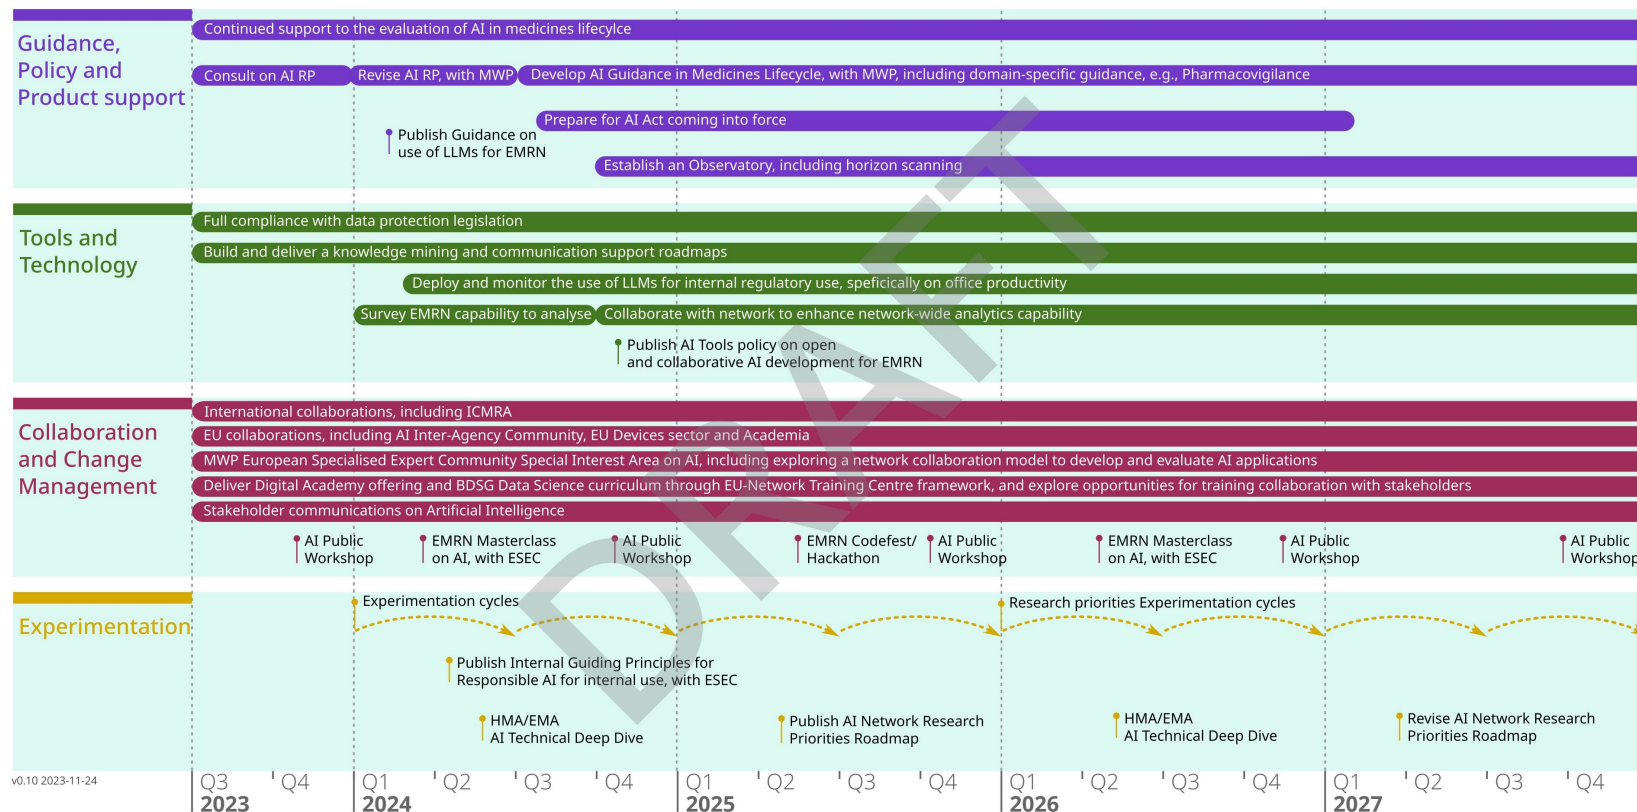 Guidance,
Policy and
Product support
Continued support to the evaluation of AI in medicines lifecylce
Consult on AI RP
Revise AI RP, with MWP
Develop AI Guidance in Medicines Lifecycle, with MWP, including domain-specific guidance, e.g., Pharmacovigilance
Prepare for AI Act coming into force
Publish Guidance on
use of LLMs for EMRN
Establish an Observatory, including horizon scanning
Tools and
Technology
Full compliance with data protection legislation
Build and deliver a knowledge mining and communication support roadmaps
Deploy and monitor the use of LLMs for internal regulatory use, speficically on office productivity
Survey EMRN capability to analyse
Collaborate with network to enhance network-wide analytics capability
Publish AI Tools policy on open
and collaborative AI development for EMRN
Collaboration
and Change
Management
International collaborations, including ICMRA
EU collaborations, including AI Inter-Agency Community, EU Devices sector and Academia
MWP European Specialised Expert Community Special Interest Area on AI, including exploring a network collaboration model to develop and evaluate AI applications
Deliver Digital Academy offering and BDSG Data Science curriculum through EU-Network Training Centre framework, and explore opportunities for training collaboration with stakeholders
Stakeholder communications on Artificial Intelligence
AI Public
Workshop
EMRN Masterclass
on AI, with ESEC
AI Public
Workshop
EMRN Codefest/
Hackathon
AI Public
Workshop
EMRN Masterclass
on AI, with ESEC
AI Public
Workshop
AI Public
Workshop
Experimentation
Experimentation cycles
Research priorities Experimentation cycles
Publish Internal Guiding Principles for
Responsible AI for internal use, with ESEC
HMA/EMA
AI Technical Deep Dive
Publish AI Network Research
Priorities Roadmap
HMA/EMA
AI Technical Deep Dive
Revise AI Network Research
Priorities Roadmap
DRAFT
v0.10 2023-11-24
Q3 Q4 Q1 Q2 Q3 Q4 Q1 Q2 Q3 Q4 Q1 Q2 Q3 Q4 Q1 Q2 Q3 Q4
2023 2024 2025 2026 2027